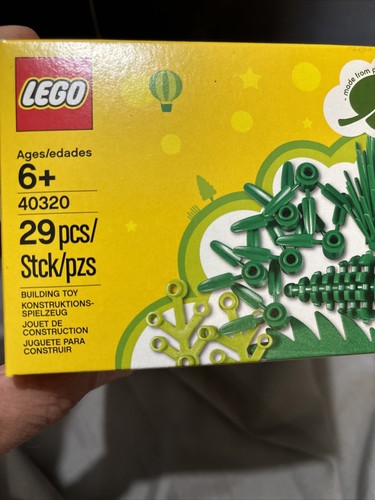 LEGO
- made from p
Ages/edades
6+
40320
29 pcs/
Stck/pzs
BUILDING TOY
KONSTRUKTIONS-
SPIELZEUG
JOUET DE
CONSTRUCTION
JUGUETE PARA
CONSTRUIR